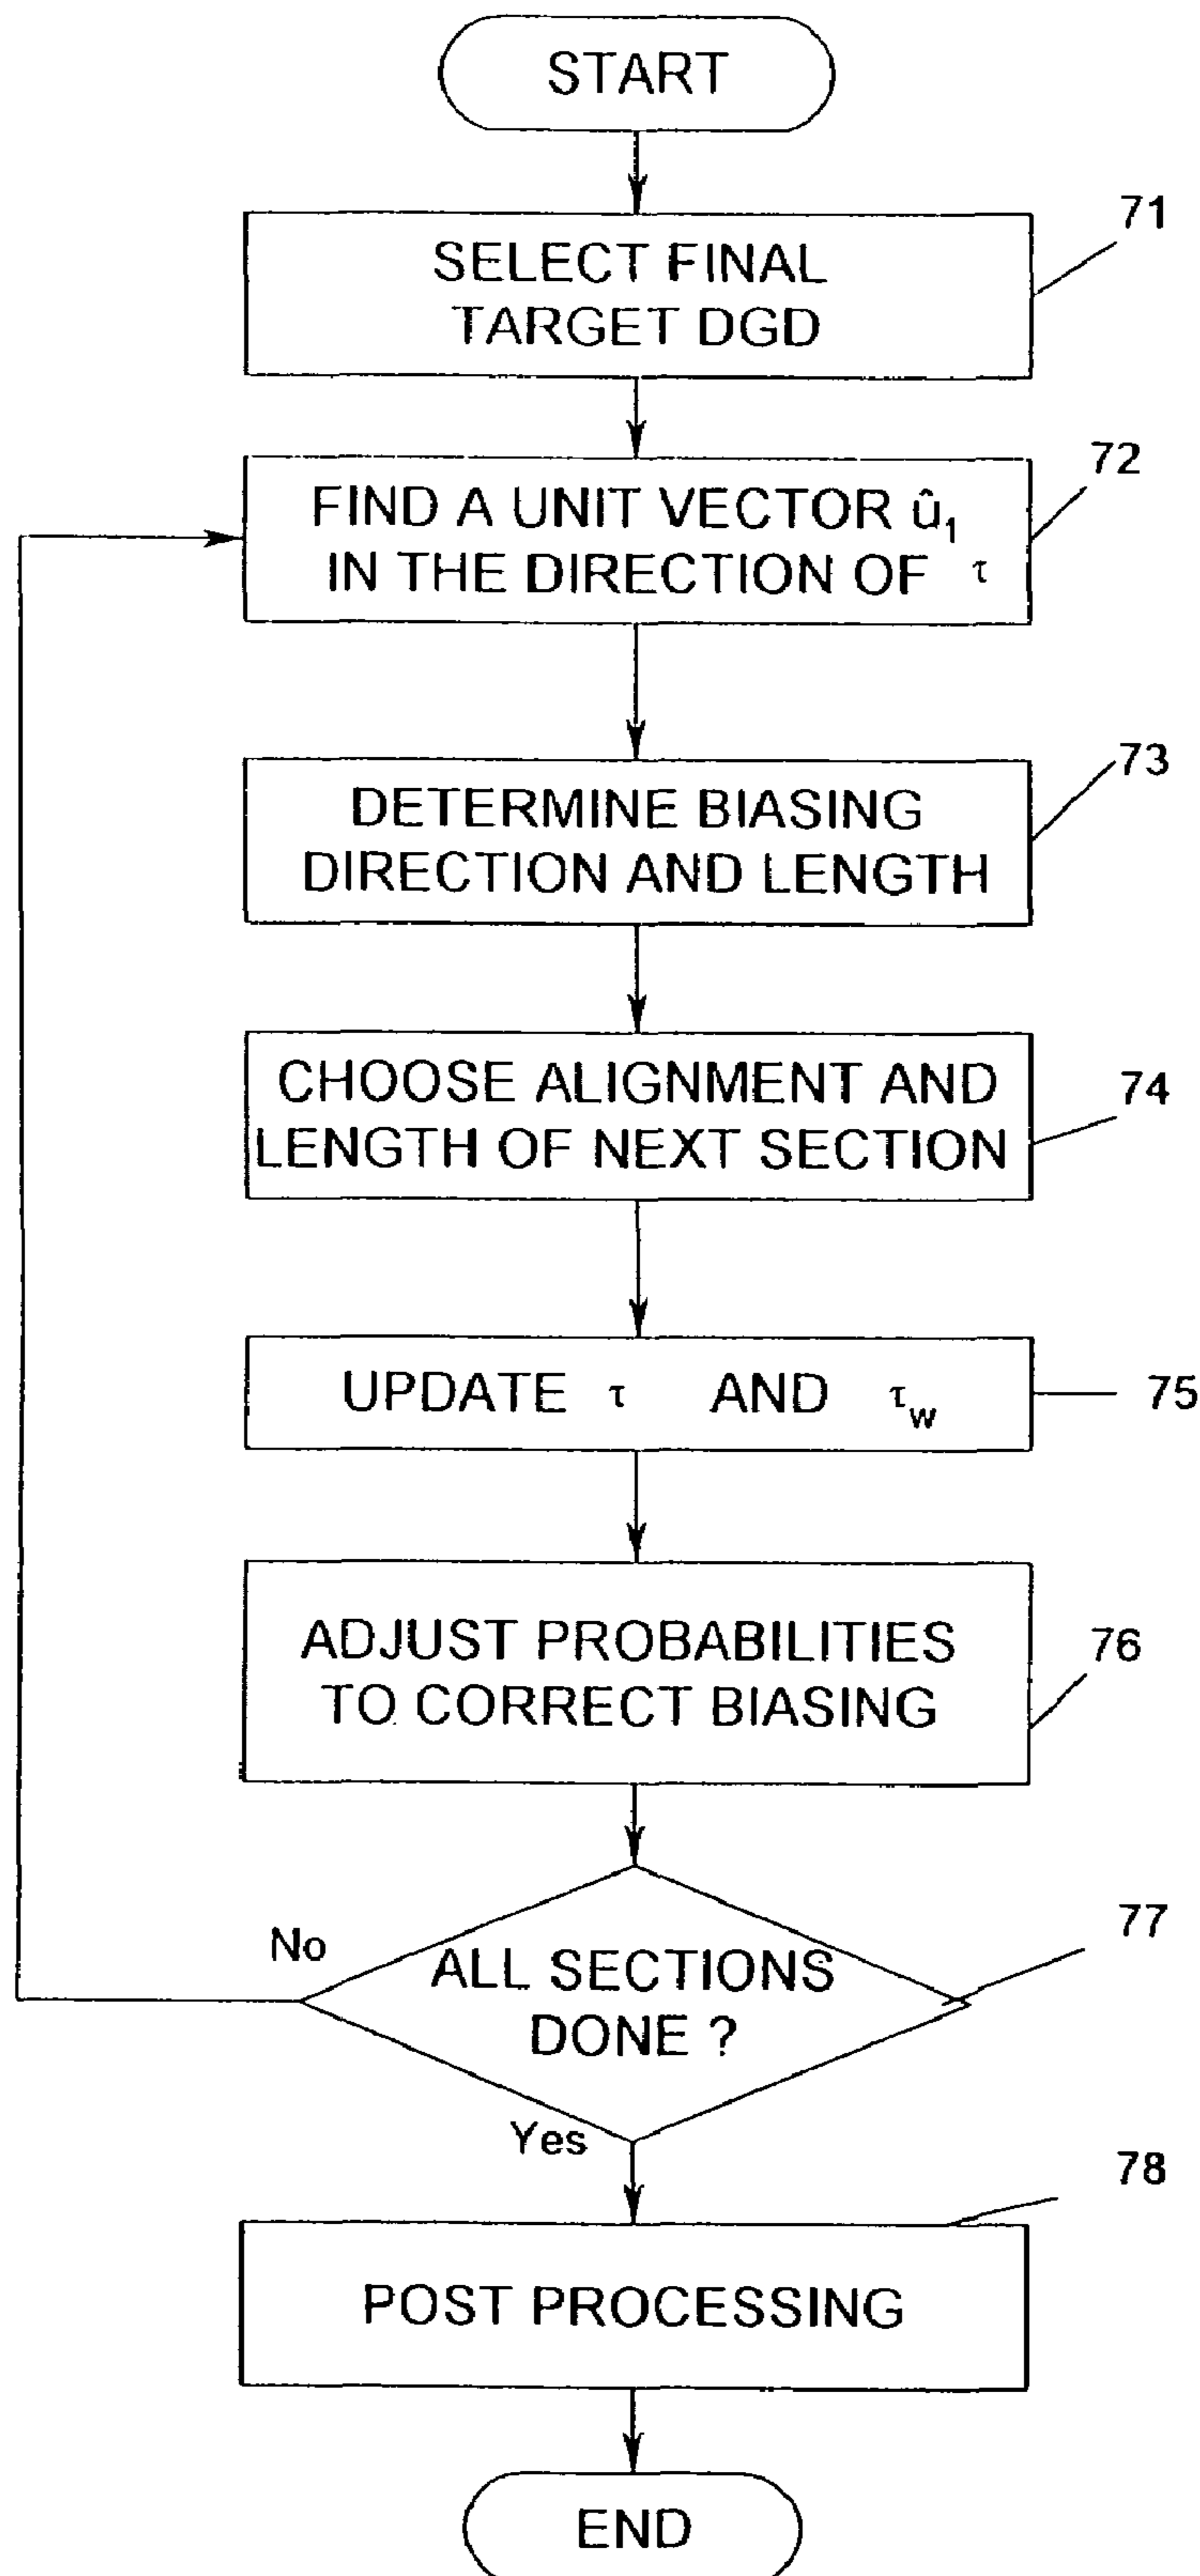 START
71
SELECT FINAL
TARGET DGD
72
FIND A UNIT VECTOR û₁
IN THE DIRECTION OF τ
73
DETERMINE BIASING
DIRECTION AND LENGTH
74
CHOOSE ALIGNMENT AND
LENGTH OF NEXT SECTION
UPDATE τ AND τ_w
75
ADJUST PROBABILITIES
TO CORRECT BIASING
76
77
No
ALL SECTIONS
DONE ?
Yes
78
POST PROCESSING
END